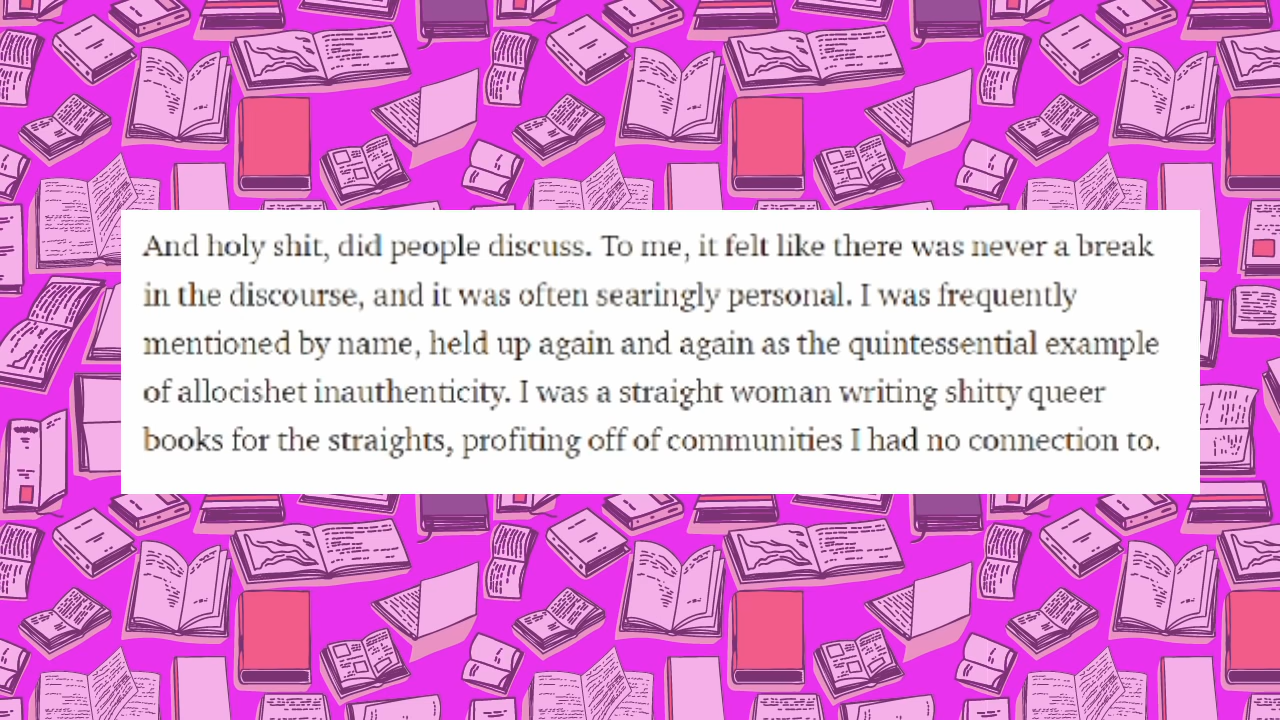 And holy shit, did people discuss. To me, it felt like there was never a break
in the discourse, and it was often searingly personal. I was frequently
mentioned by name, held up again and again as the quintessential example
of allocishet inauthenticity. I was a straight woman writing shitty queer
books for the straights, profiting off of communities I had no connection to.